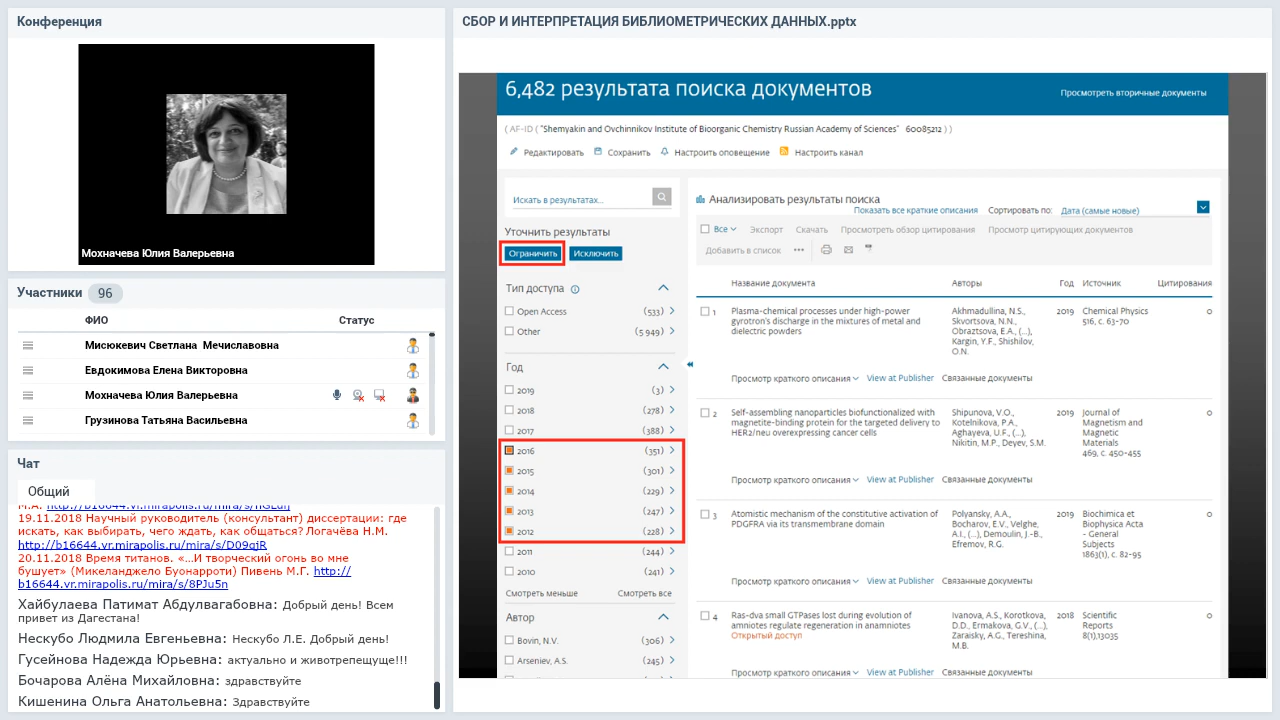 Конференция
Мохначева Юлия Валерьевна
Участники 96
ФИО Статус
Мисюкевич Светлана Мечиславовна
Евдокимова Елена Викторовна
Мохначева Юлия Валерьевна
Грузинова Татьяна Васильевна
Чат
Общий
19.11.2018 Научный руководитель (консультант) диссертации: где
искать, как выбирать, чего ждать, как общаться? Логачёва Н.М.
http://b16644.vr.mirapolis.ru/mira/s/D09qjR
20.11.2018 Время титанов. «...И творческий огонь во мне
бушует» (Микеланджело Буонарроти) Пивень М.Г. http://
b16644.vr.mirapolis.ru/mira/s/8PJu5n
Хайбулаева Патимат Абдулвагабовна: Добрый день! Всем
привет из Дагестана!
Нескубо Людмила Евгеньевна: Нескубо Л.Е. Добрый день!
Гусейнова Надежда Юрьевна: актуально и животрепещуще!!!
Бочарова Алёна Михайловна: здравствуйте
Кишенина Ольга Анатольевна: Здравствуйте
СБОР И ИНТЕРПРЕТАЦИЯ БИБЛИОМЕТРИЧЕСКИХ ДАННЫХ.pptx
6,482 результата поиска документов
Просмотреть вторичные документы
( AF-ID ( "Shemyakin and Ovchinnikov Institute of Bioorganic Chemistry Russian Academy of Sciences" 60085212 ) )
Редактировать Сохранить Настроить оповещение Настроить канал
Искать в результатах...
Уточнить результаты
Ограничить Исключить
Тип доступа
Open Access (533)
Other (5 949)
Год
2019 (3)
2018 (278)
2017 (388)
2016 (351)
2015 (301)
2014 (229)
2013 (247)
2012 (228)
2011 (244)
2010 (241)
Смотреть меньше Смотреть все
Автор
Bovin, N.V. (306)
Arseniev, A.S. (245)
Анализировать результаты поиска
Показать все краткие описания Сортировать по: Дата (самые новые)
Все Экспорт Скачать Просмотреть обзор цитирования Просмотр цитирующих документов
Добавить в список
Название документа Авторы Год Источник Цитирования
1 Plasma-chemical processes under high-power Akhmadullina, N.S., 2019 Chemical Physics 0
gyrotron's discharge in the mixtures of metal and Skvortsova, N.N., 516, с. 63-70
dielectric powders Obraztsova, E.A., (...),
Kargin, Y.F., Shishilov,
O.N.
Просмотр краткого описания View at Publisher Связанные документы
2 Self-assembling nanoparticles biofunctionalized with Shipunova, V.O., 2019 Journal of 0
magnetite-binding protein for the targeted delivery to Kotelnikova, P.A., Magnetism and
HER2/neu overexpressing cancer cells Aghayeva, U.F., (...), Magnetic
Nikitin, M.P., Deyev, S.M. Materials
469, с. 450-455
Просмотр краткого описания View at Publisher Связанные документы
3 Atomistic mechanism of the constitutive activation of Polyansky, A.A., 2019 Biochimica et 0
PDGFRA via its transmembrane domain Bocharov, E.V., Velghe, Biophysica Acta
A.I., (...), Demoulin, J.-B., - General
Efremov, R.G. Subjects
1863(1), с. 82-95
Просмотр краткого описания View at Publisher Связанные документы
4 Ras-dva small GTPases lost during evolution of Ivanova, A.S., Korotkova, 2018 Scientific 0
amniotes regulate regeneration in anamniotes D.D., Ermakova, G.V., (...), Reports
Открытый доступ Zaraisky, A.G., Tereshina, 8(1),13035
M.B.
Просмотр краткого описания View at Publisher Связанные документы